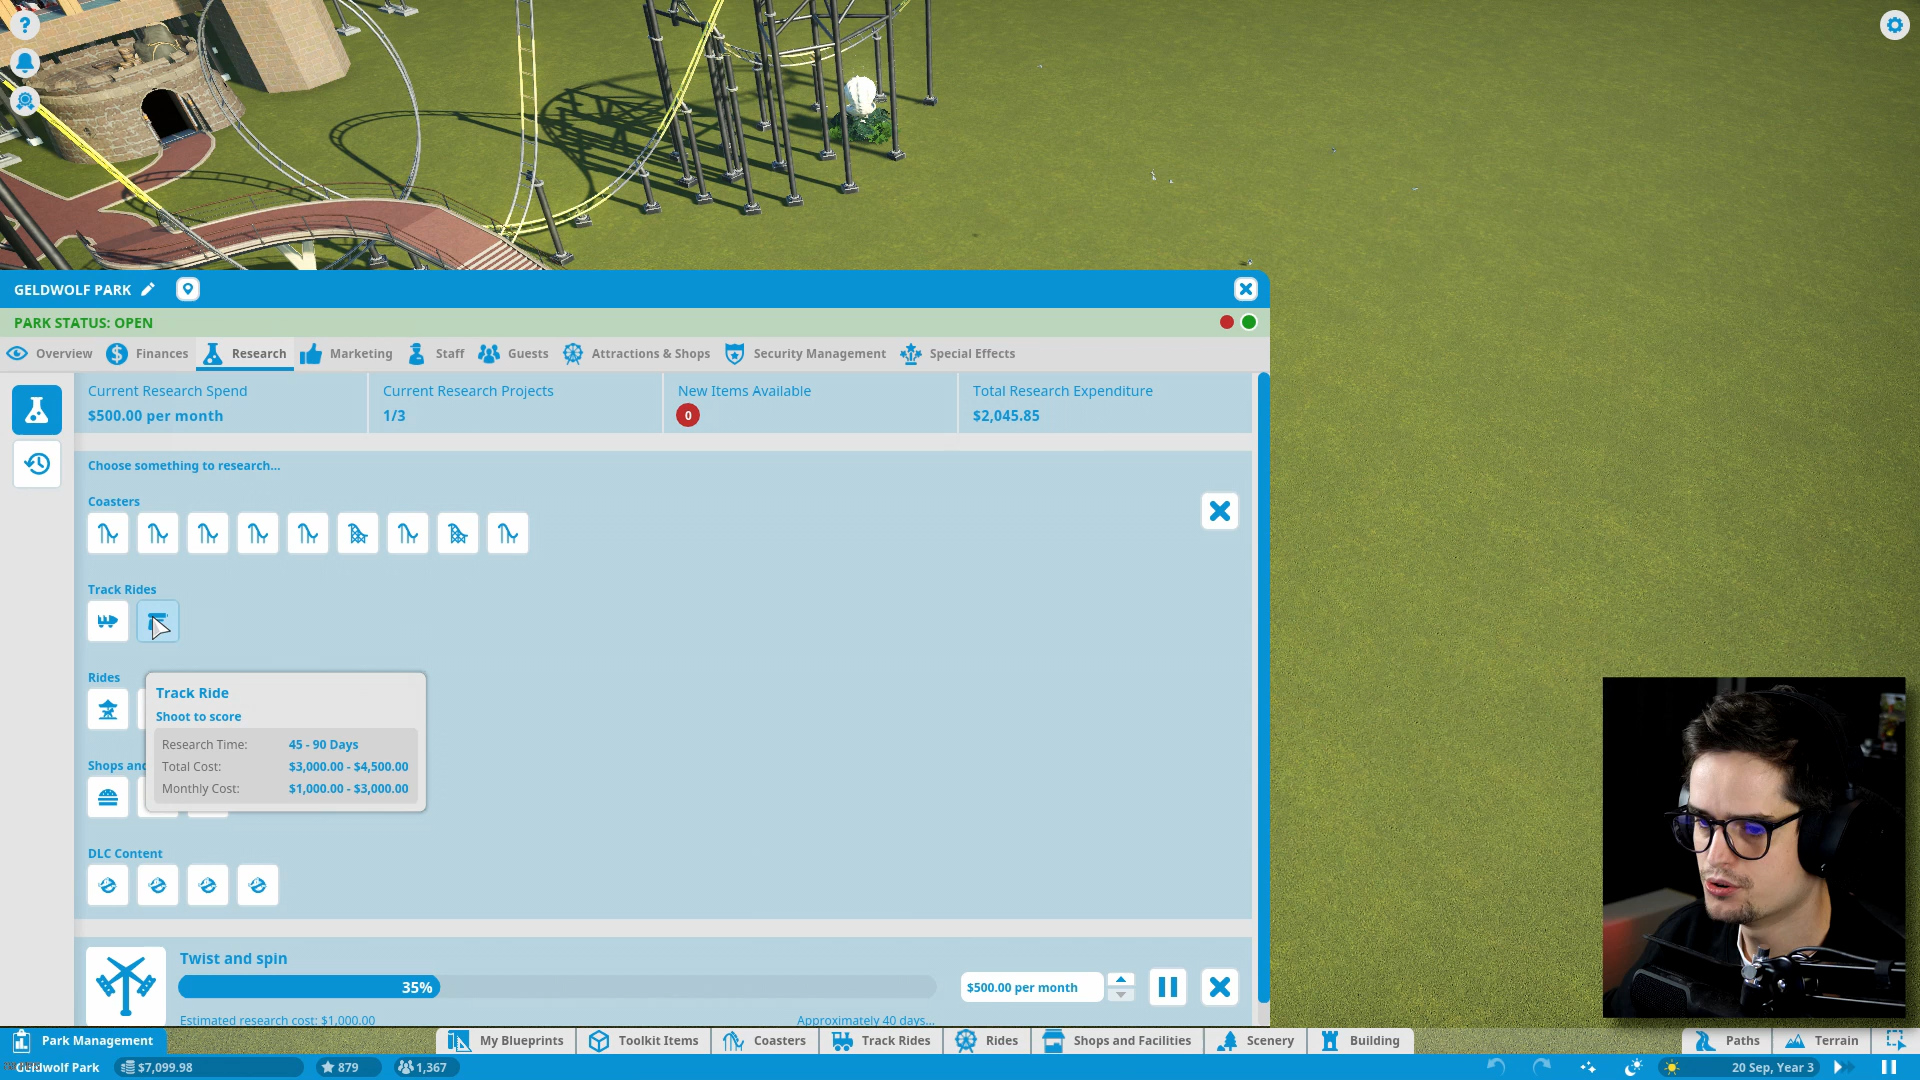 ?
GELDWOLF PARK
PARK STATUS: OPEN
Overview
Finances
Research
Marketing
Staff
Guests
Attractions & Shops
Security Management
Special Effects
Current Research Spend
$500.00 per month
Current Research Projects
1/3
New Items Available
0
Total Research Expenditure
$2,045.85
Choose something to research...
Coasters
Track Rides
Rides
Track Ride
Shoot to score
Research Time: 45 - 90 Days
Total Cost: $3,000.00 - $4,500.00
Monthly Cost: $1,000.00 - $3,000.00
Shops and
DLC Content
Twist and spin
35%
$500.00 per month
Estimated research cost: $1,000.00
Approximately 40 days...
Park Management
My Blueprints
Toolkit Items
Coasters
Track Rides
Rides
Shops and Facilities
Scenery
Building
Paths
Terrain
Geldwolf Park
$7,099.98
879
1,367
20 Sep, Year 3